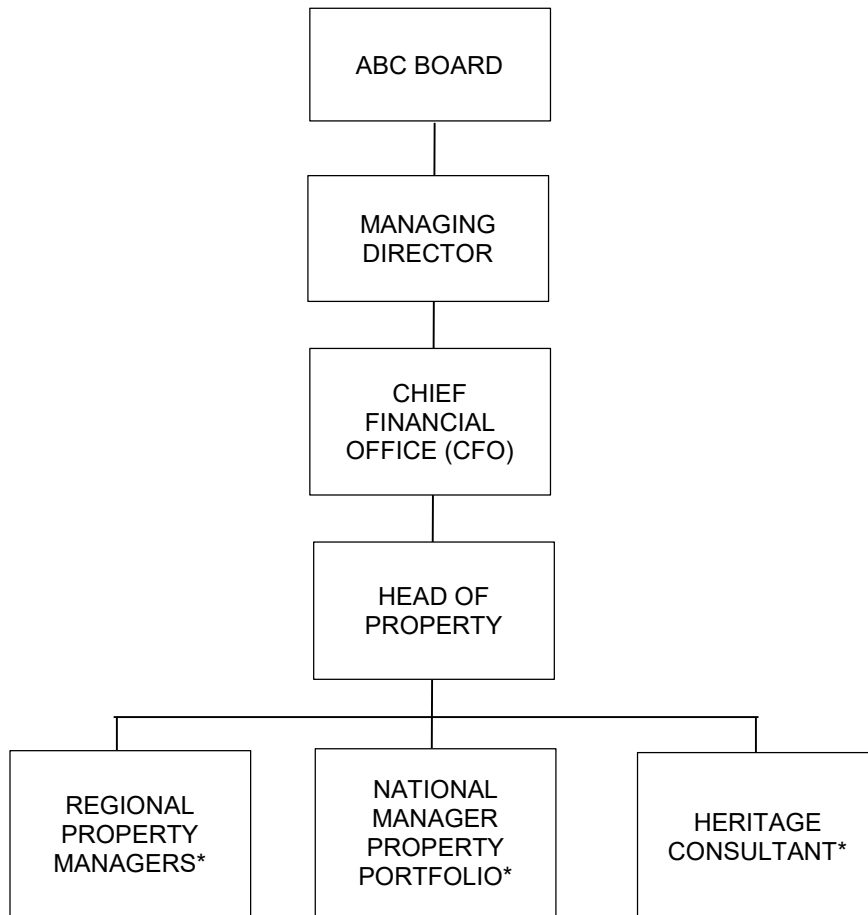 ABC BOARD
MANAGING
DIRECTOR
CHIEF
FINANCIAL
OFFICE (CFO)
HEAD OF
PROPERTY
REGIONAL
PROPERTY
MANAGERS*
NATIONAL
MANAGER
PROPERTY
PORTFOLIO*
HERITAGE
CONSULTANT*